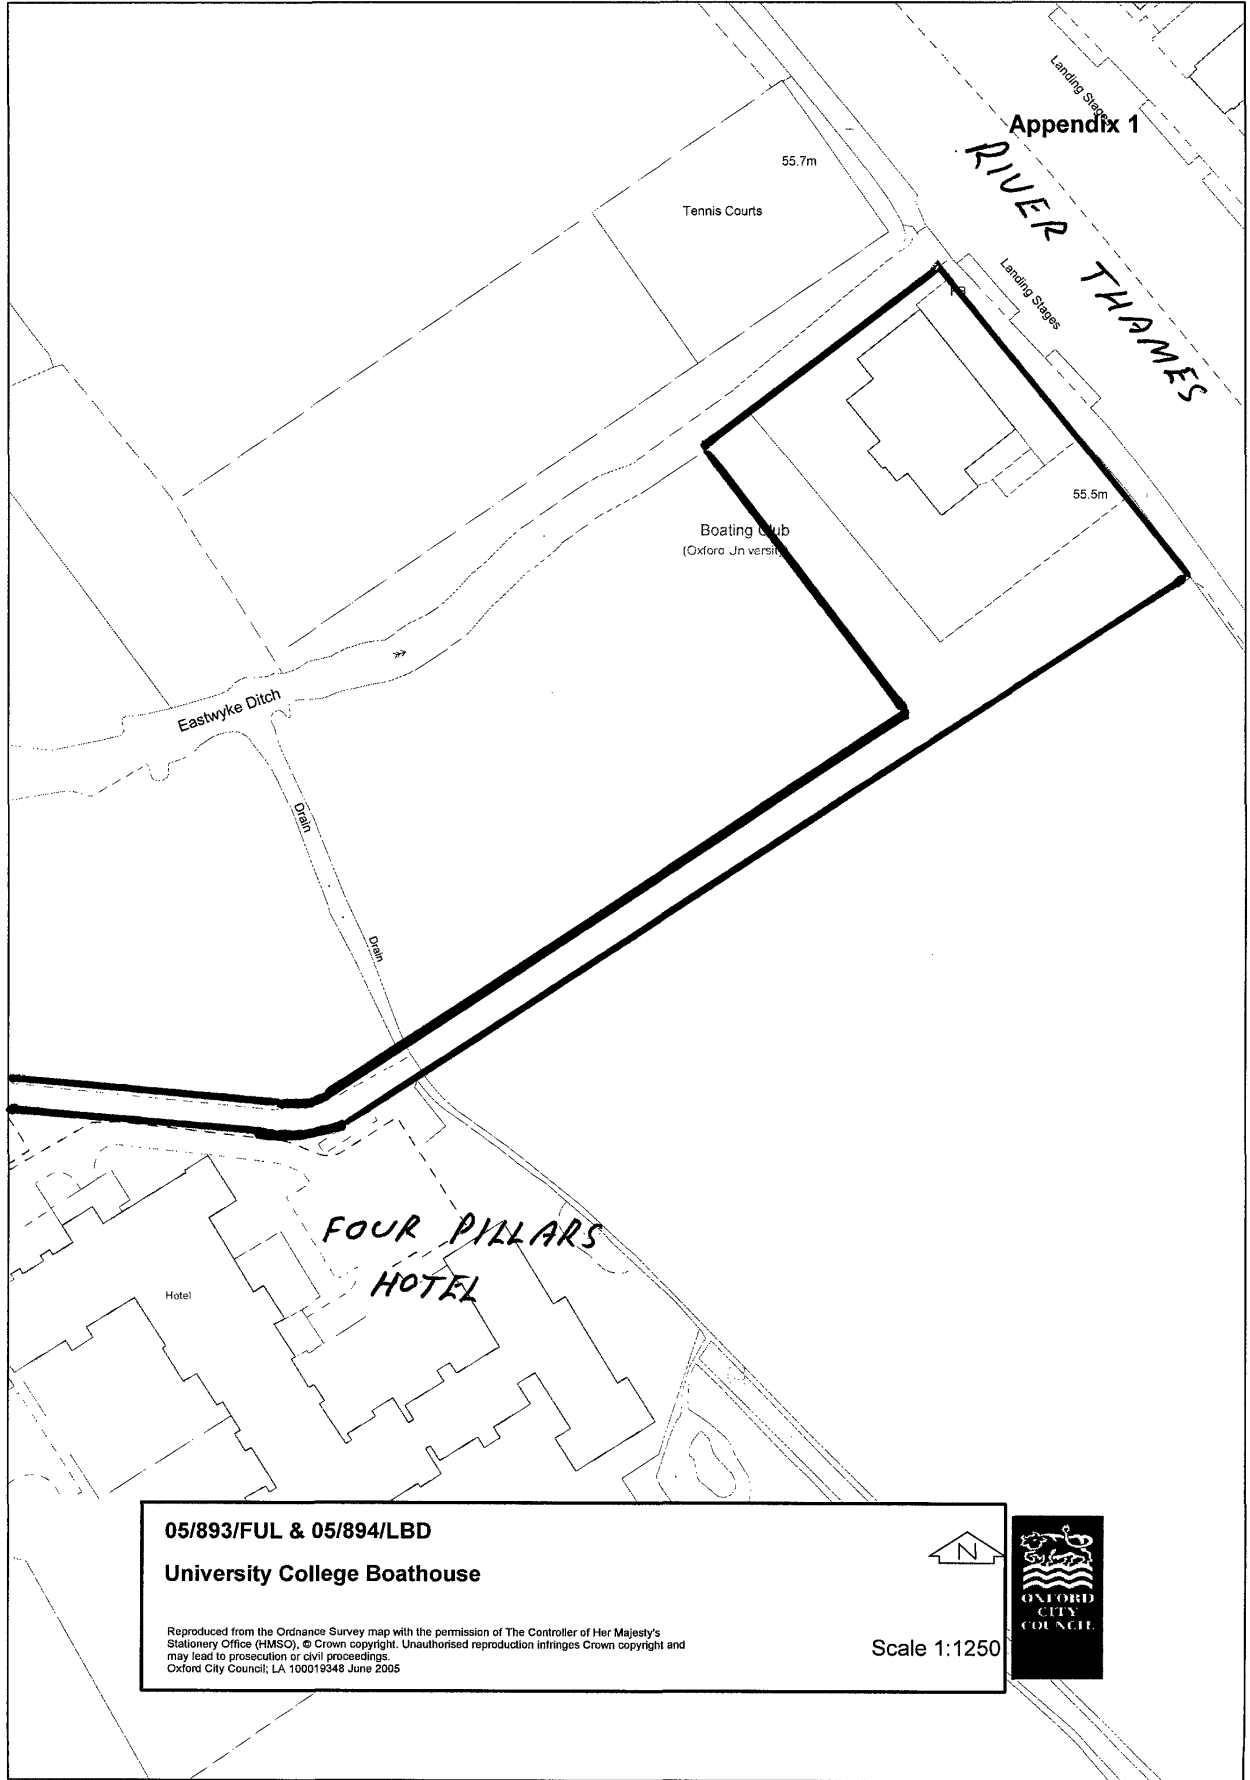 Landing Stages
Appendix 1
RIVER THAMES
55.7m
Tennis Courts
Landing Stages
55.5m
Boating
(Oxford
Eastwyke Ditch
Drain
Drain
FOUR PILLARS
HOTEL
Hotel
05/893/FUL & 05/894/LBD
University College Boathouse
N
Reproduced from the Ordnance Survey map with the permission of The Controller of Her Majesty's
Stationery Office (HMSO), © Crown copyright. Unauthorised reproduction infringes Crown copyright and
may lead to prosecution or civil proceedings.
Oxford City Council; LA 100019348 June 2005
Scale 1:1250
OXFORD
CITY
COUNCIL